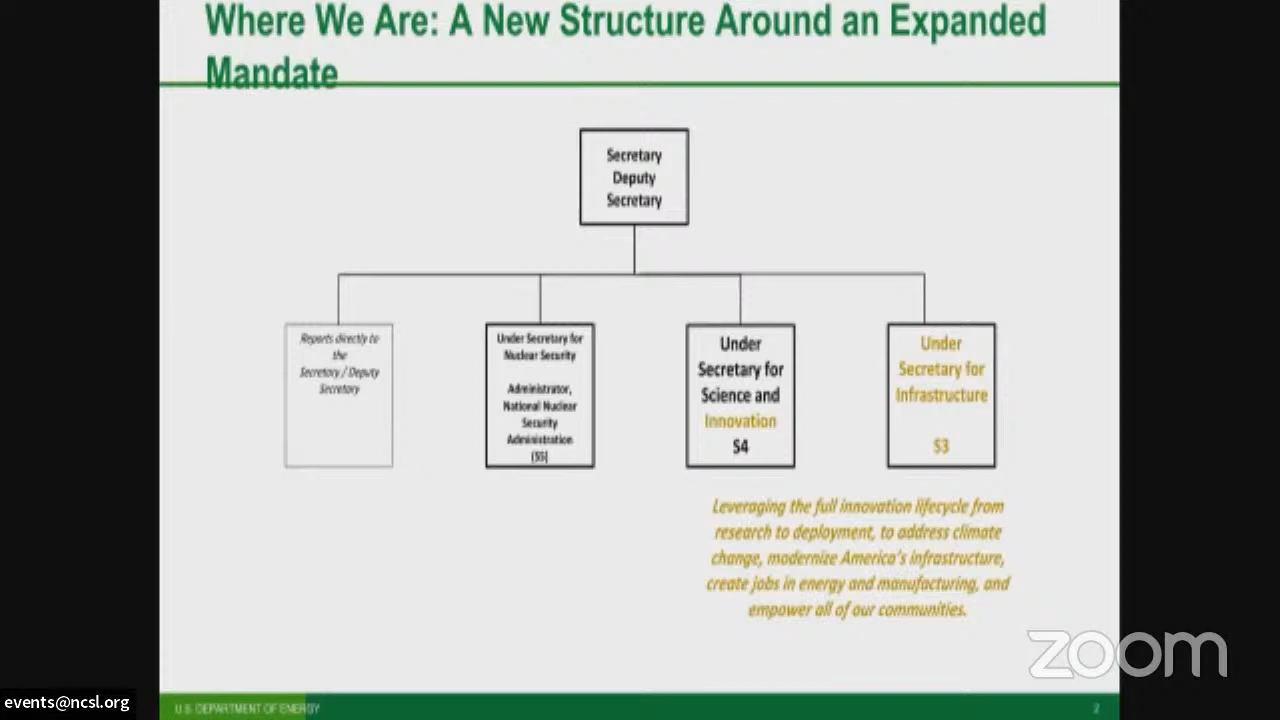 Where We Are: A New Structure Around an Expanded
Mandate
Secretary
Deputy
Secretary
Reports directly to
the
Secretary / Deputy
Secretary
Under Secretary for
Nuclear Security
Administrator,
National Nuclear
Security
Administration
(S5)
Under
Secretary for
Science and
Innovation
S4
Under
Secretary for
Infrastructure
S3
Leveraging the full innovation lifecycle from
research to deployment, to address climate
change, modernize America's infrastructure,
create jobs in energy and manufacturing, and
empower all of our communities.
zoom
events@ncsl.org
U.S. DEPARTMENT OF ENERGY
2